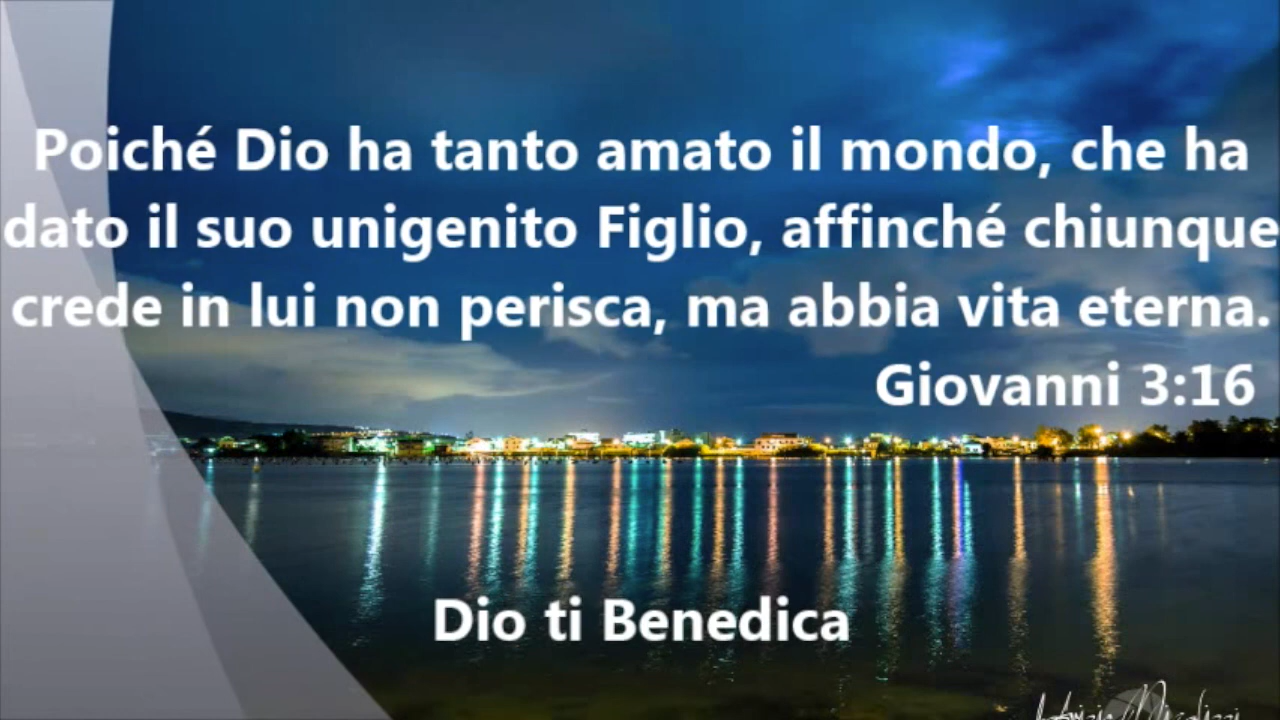 Poiché Dio ha tanto amato il mondo, che ha
dato il suo unigenito Figlio, affinché chiunque
crede in lui non perisca, ma abbia vita eterna.
Giovanni 3:16
Dio ti Benedica